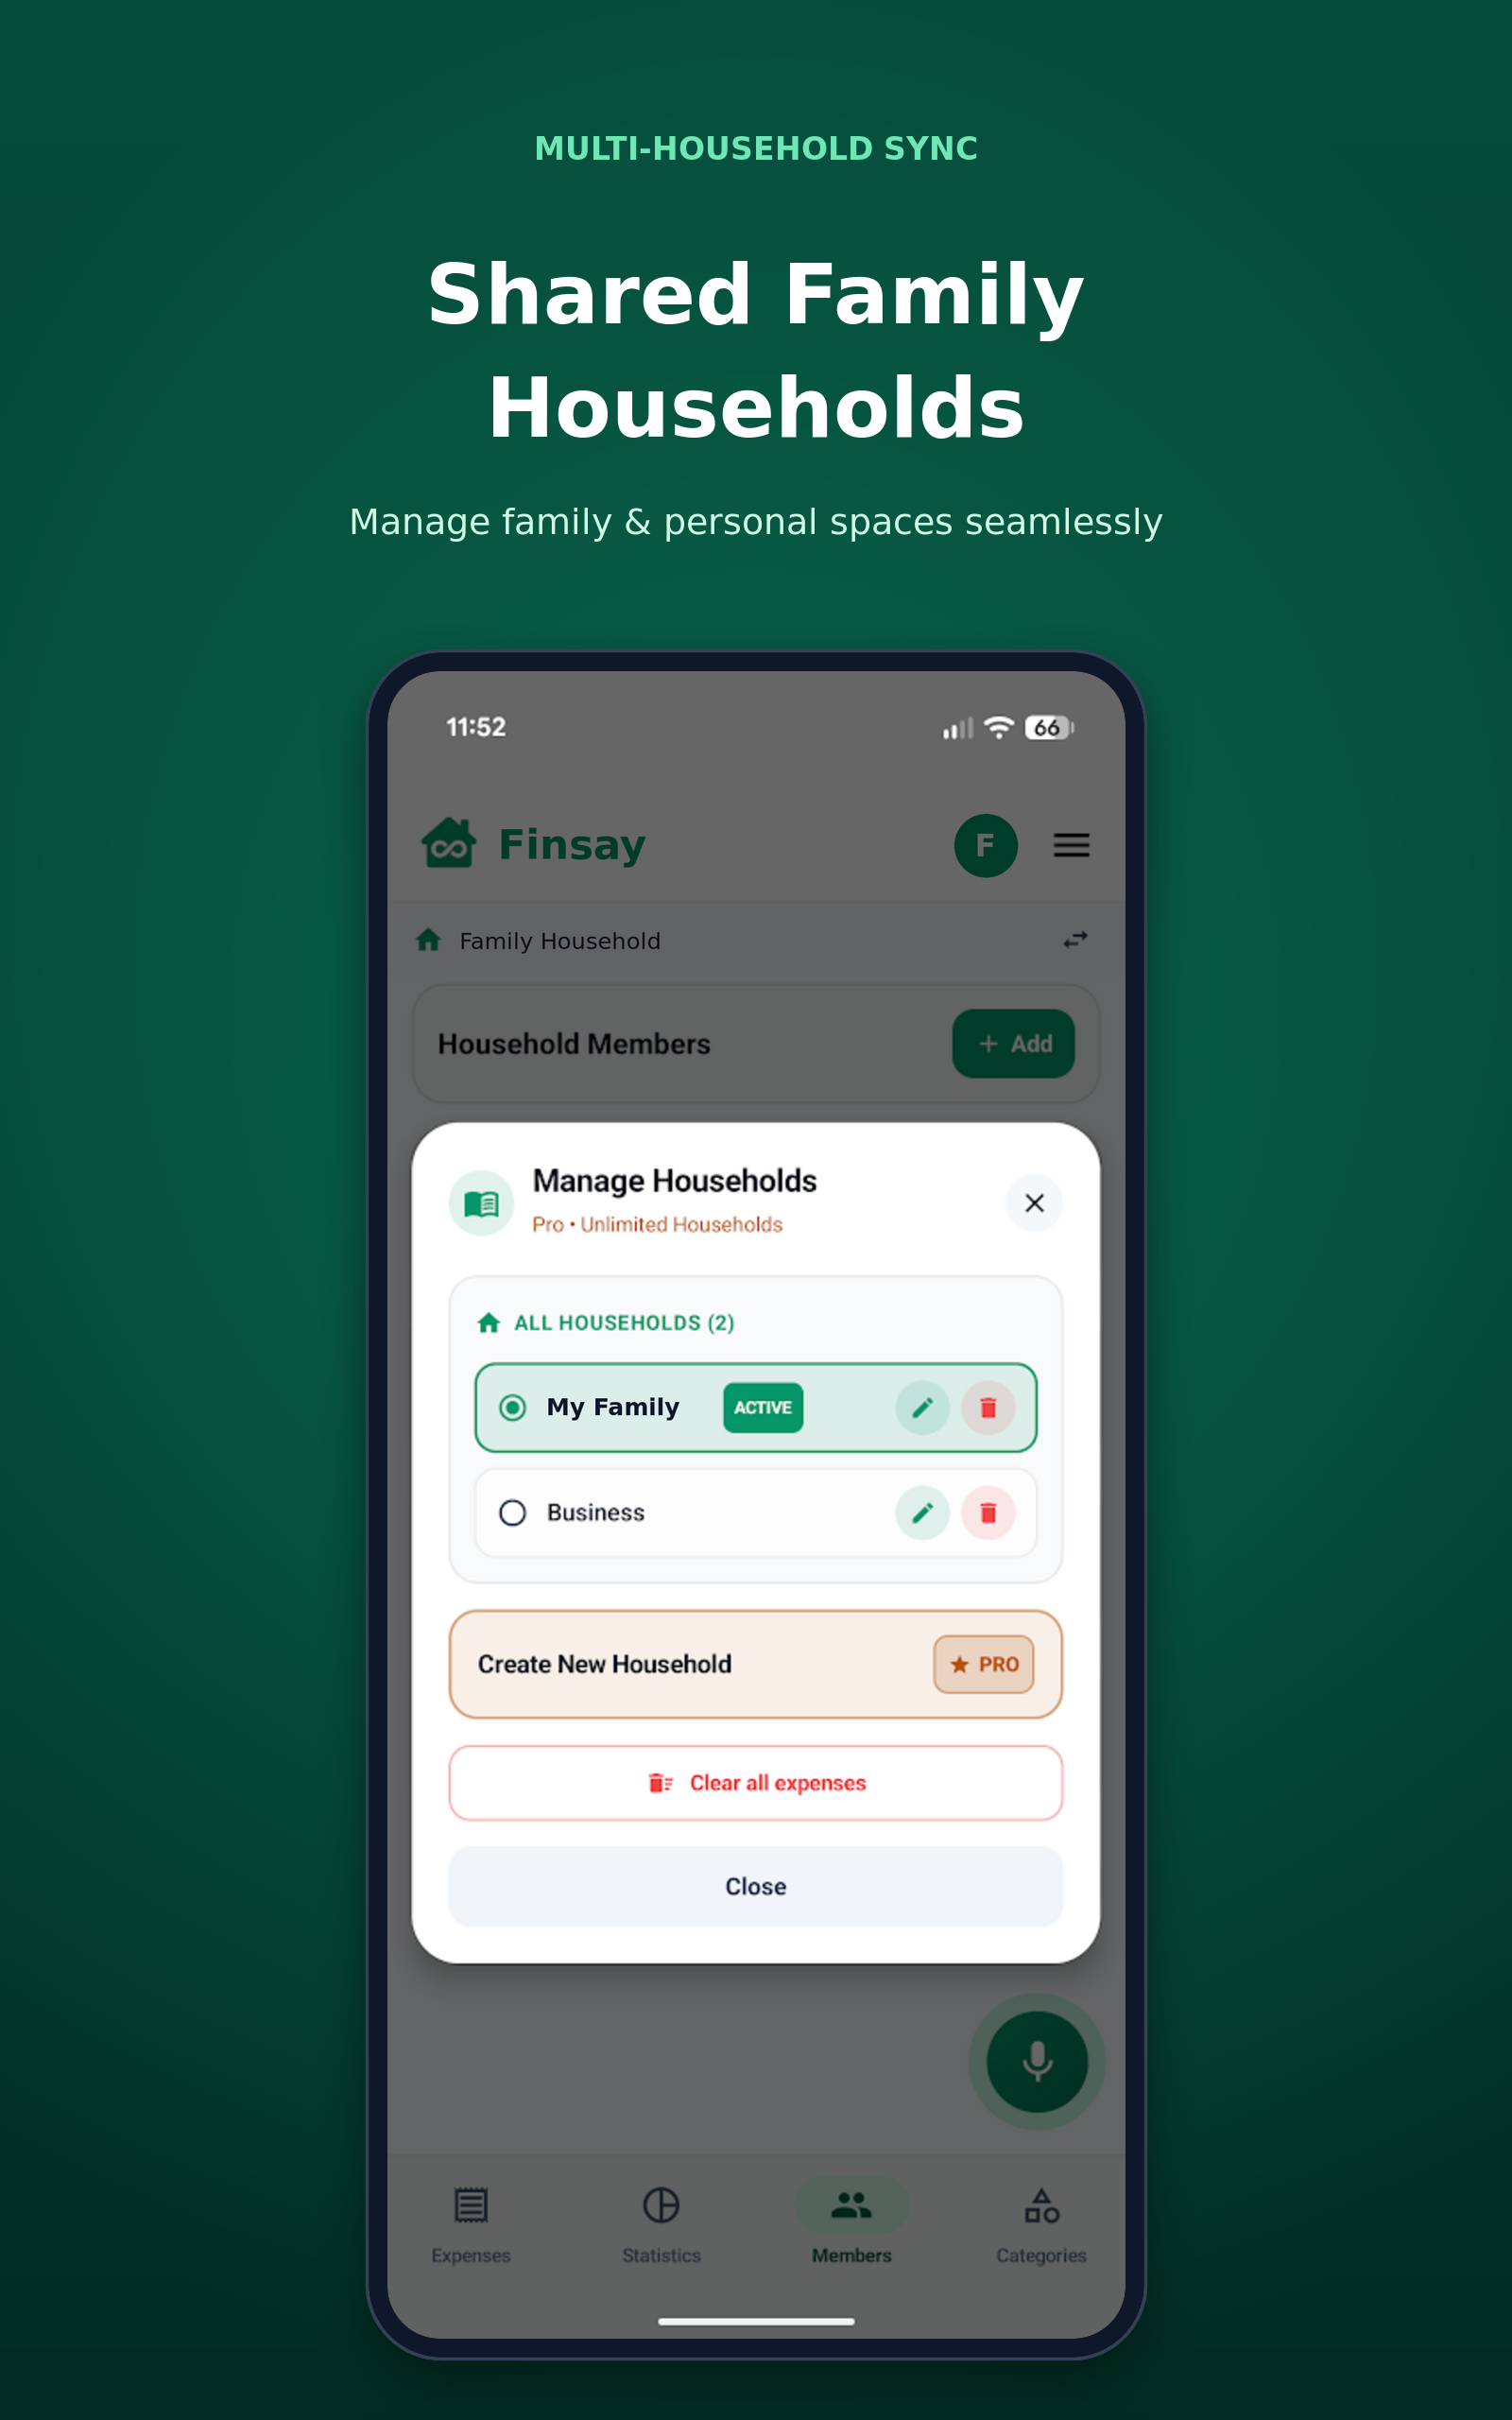 MULTI-HOUSEHOLD SYNC
Shared Family
Households
Manage family & personal spaces seamlessly
11:52
66
Finsay
F
Family Household
Household Members
+ Add
Manage Households
Pro • Unlimited Households
ALL HOUSEHOLDS (2)
My Family
ACTIVE
Business
Create New Household
PRO
Clear all expenses
Close
Expenses
Statistics
Members
Categories